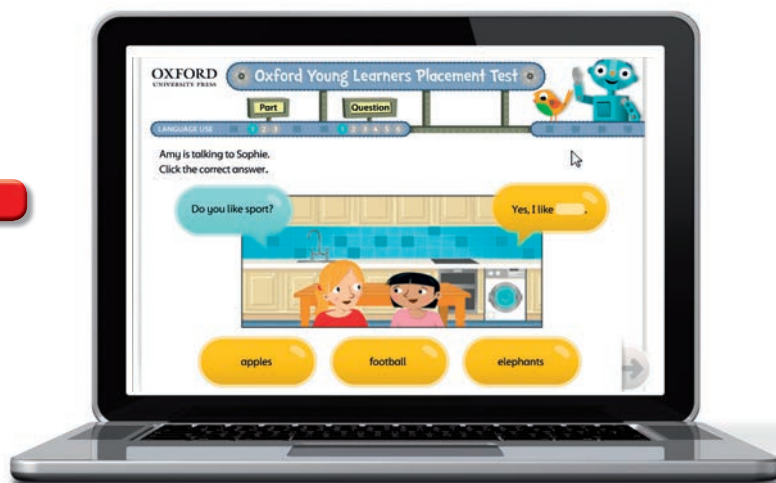 OXFORD
UNIVERSITY PRESS
Oxford Young Learners Placement Test
Part
Question
LANGUAGE USE 1 2 3 1 2 3 4 5 6
Amy is talking to Sophie.
Click the correct answer.
Do you like sport?
Yes, I like .
apples
football
elephants